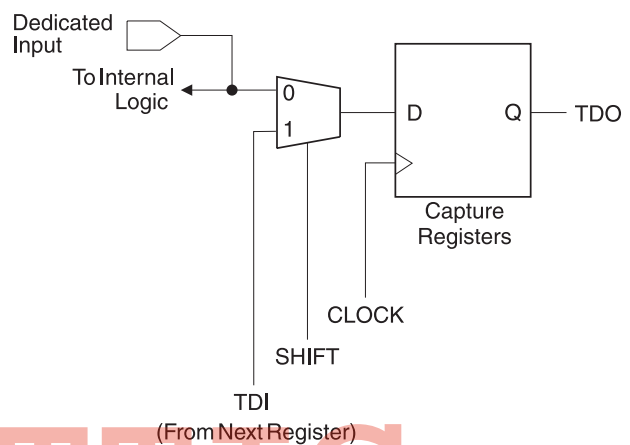 Dedicated
Input
To Internal
Logic
0
1
D
Q
TDO
Capture
Registers
CLOCK
SHIFT
TDI
(From Next Register)